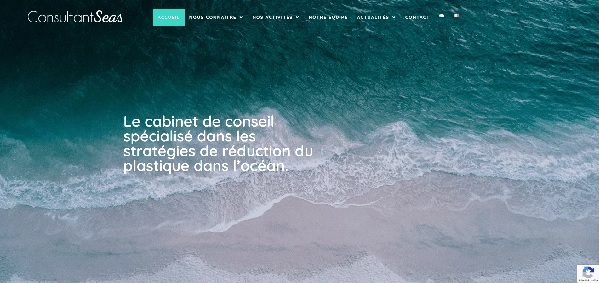 ConsultantSeas
ACCUEIL NOUS CONNAITRE NOS ACTIVITÉS NOTRE ÉQUIPE ACTUALITÉS CONTACT
Le cabinet de conseil
spécialisé dans les
stratégies de réduction du
plastique dans l'océan.